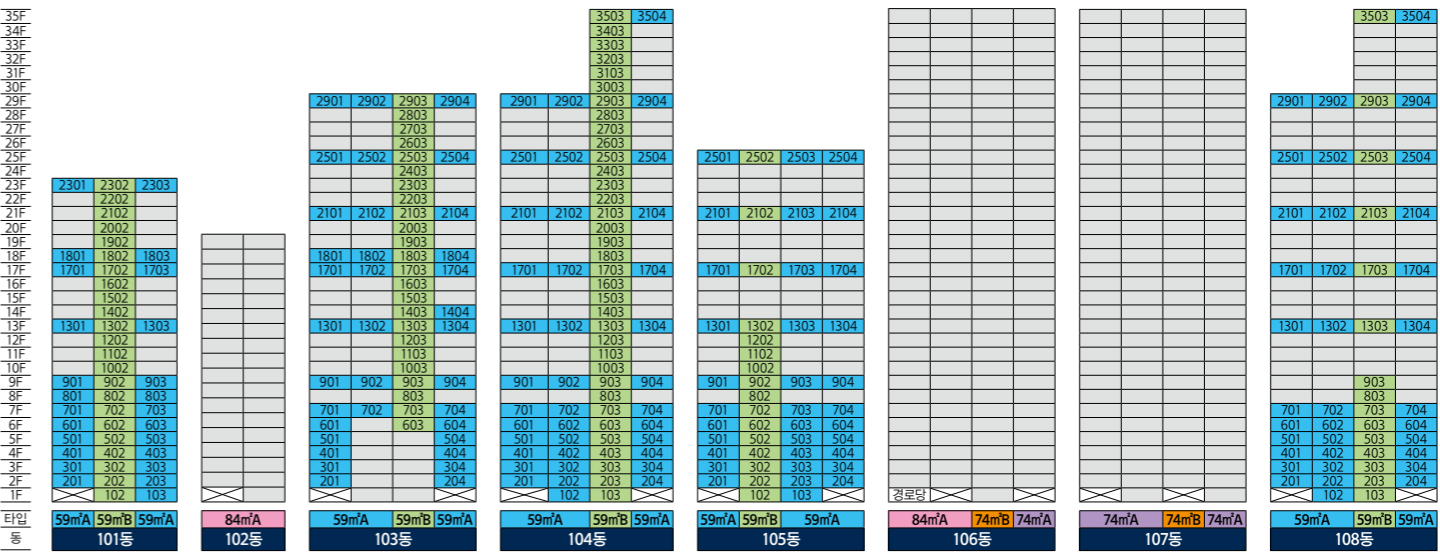 35F 3503 3504 3503 3504
34F 3403
33F 3303
32F 3203
31F 3103
30F 3003
29F 2901 2902 2903 2904 2901 2902 2903 2904 2901 2902 2903 2904
28F 2803 2803
27F 2703 2703
26F 2603 2603
25F 2501 2502 2503 2504 2501 2502 2503 2504 2501 2502 2503 2504 2501 2502 2503 2504
24F 2403 2403
23F 2301 2302 2303 2303 2303
22F 2202 2203 2203
21F 2102 2101 2102 2103 2104 2101 2102 2103 2104 2101 2102 2103 2104 2101 2102 2103 2104
20F 2002 2003 2003
19F 1902 1903 1903
18F 1801 1802 1803 1801 1802 1803 1804 1803
17F 1701 1702 1703 1701 1702 1703 1704 1701 1702 1703 1704 1701 1702 1703 1704 1701 1702 1703 1704
16F 1602 1603 1603
15F 1502 1503 1503
14F 1402 1403 1404 1403
13F 1301 1302 1303 1301 1302 1303 1304 1301 1302 1303 1304 1301 1302 1303 1304 1301 1302 1303 1304
12F 1202 1203 1203 1202
11F 1102 1103 1103 1102
10F 1002 1003 1003 1002
9F 901 902 903 901 902 903 904 901 902 903 904 901 902 903 904 903
8F 801 802 803 803 803 802 803
7F 701 702 703 701 702 703 704 701 702 703 704 701 702 703 704 701 702 703 704
6F 601 602 603 601 603 604 601 602 603 604 601 602 603 604 601 602 603 604
5F 501 502 503 501 504 501 502 503 504 501 502 503 504 501 502 503 504
4F 401 402 403 401 404 401 402 403 404 401 402 403 404 401 402 403 404
3F 301 302 303 301 304 301 302 303 304 301 302 303 304 301 302 303 304
2F 201 202 203 201 204 201 202 203 204 201 202 203 204 201 202 203 204
1F 102 103 102 103 102 103 경로당 102 103
타입 59㎡A 59㎡B 59㎡A 84㎡A 59㎡A 59㎡B 59㎡A 59㎡A 59㎡B 59㎡A 59㎡A 59㎡B 59㎡A 84㎡A 74㎡B 74㎡A 74㎡A 74㎡B 74㎡A 59㎡A 59㎡B 59㎡A
동 101동 102동 103동 104동 105동 106동 107동 108동